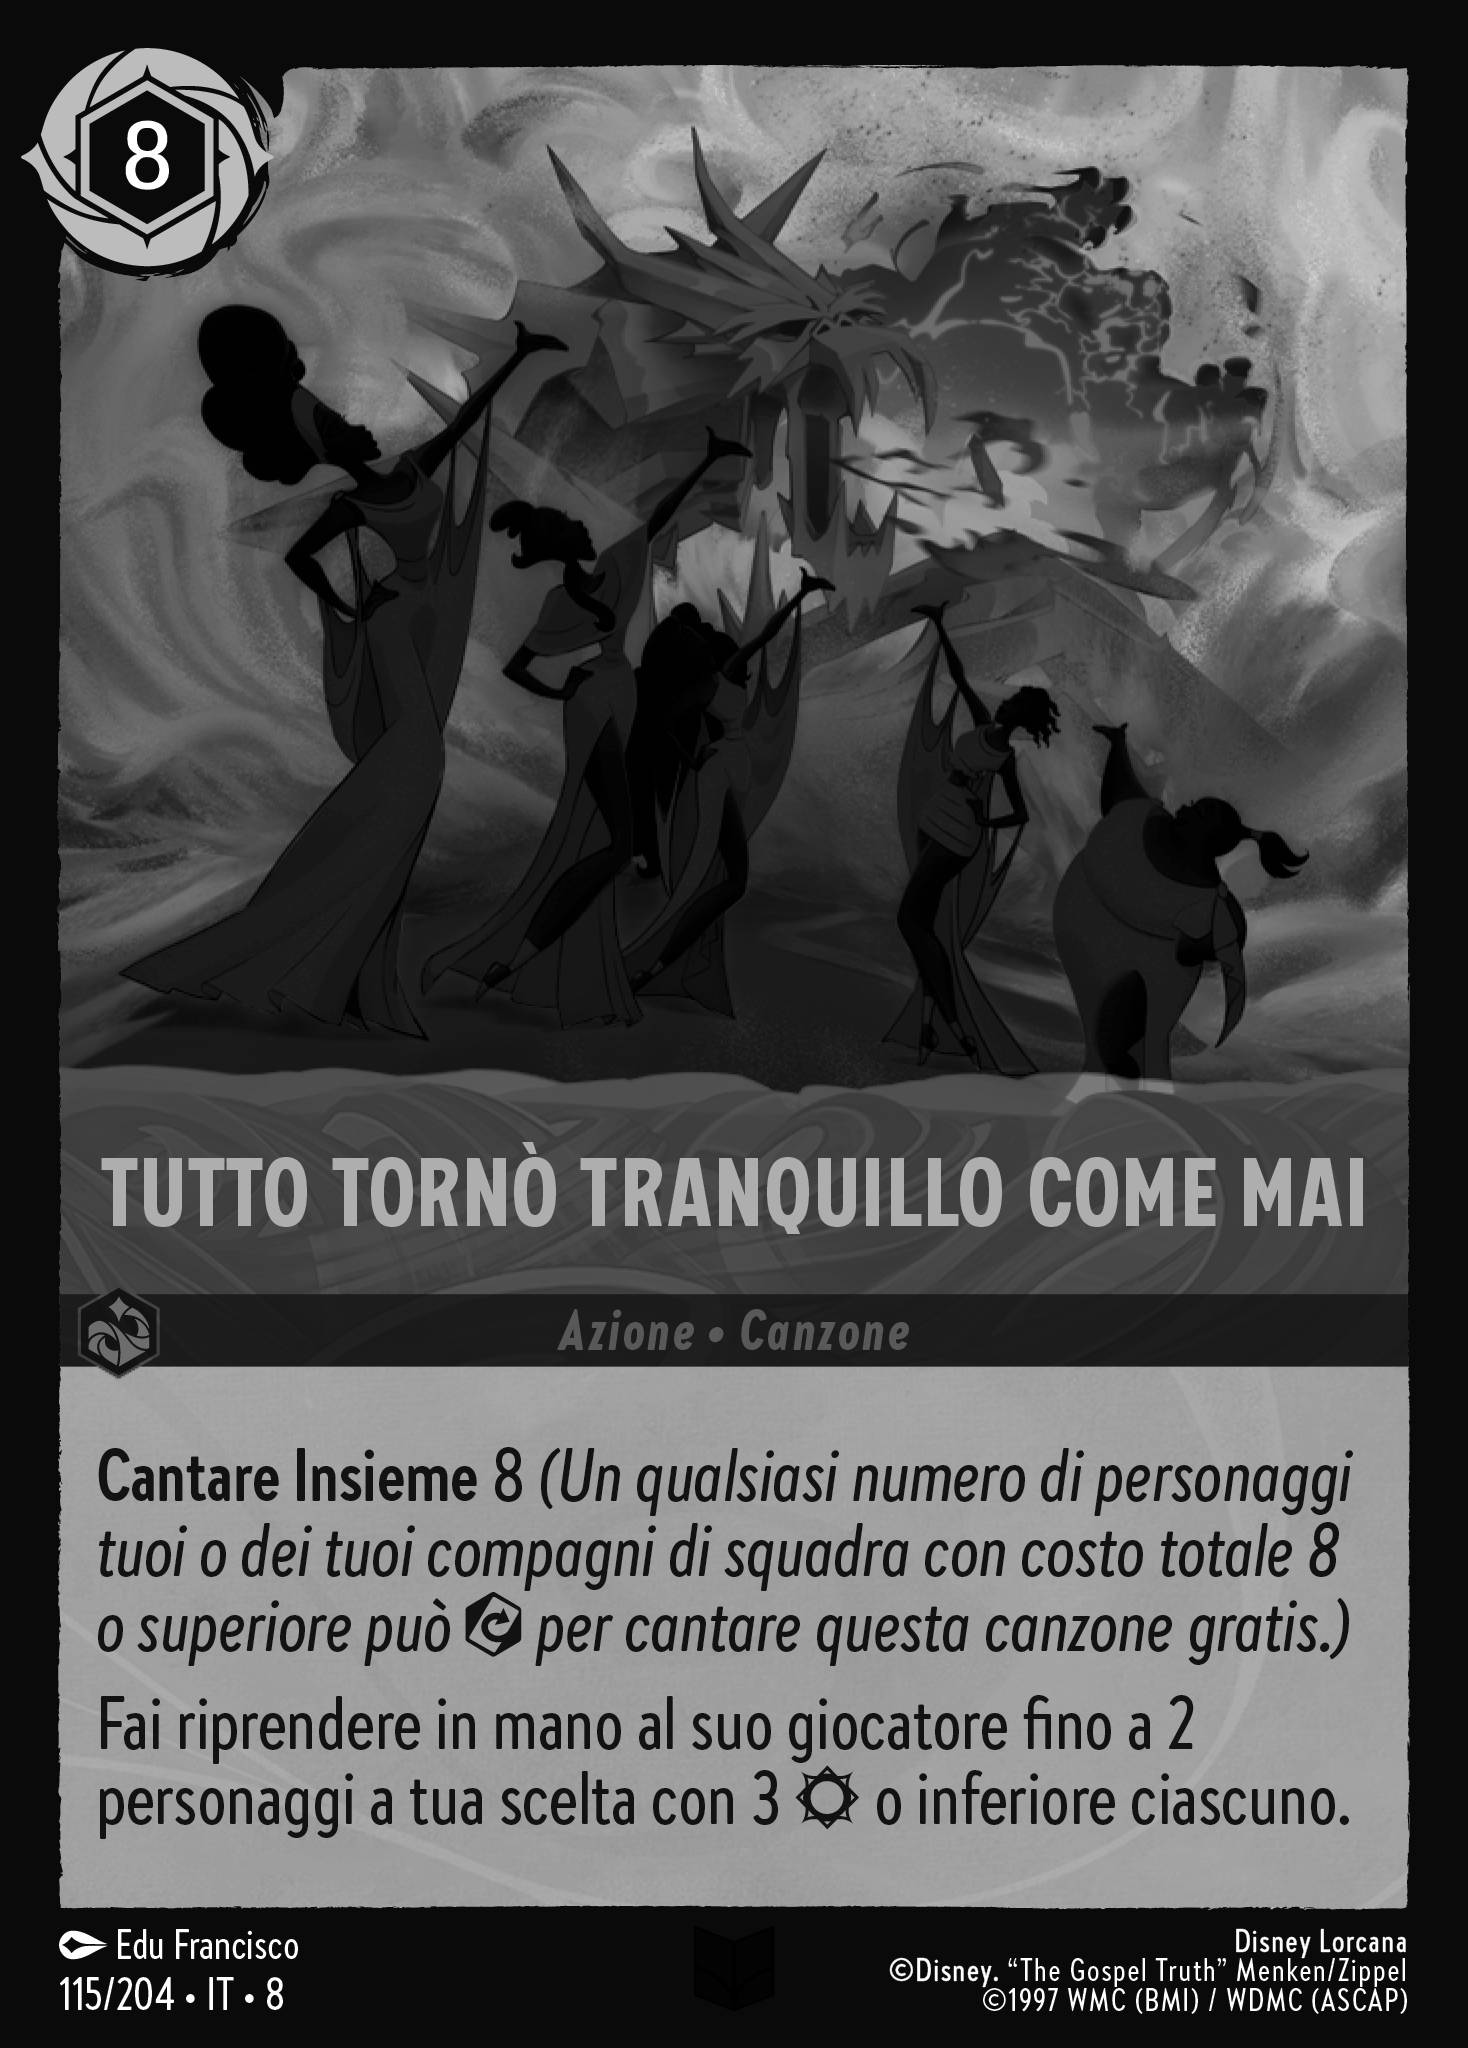 8
TUTTO TORNÒ TRANQUILLO COME MAI
Azione • Canzone
Cantare Insieme 8 (Un qualsiasi numero di personaggi
tuoi o dei tuoi compagni di squadra con costo totale 8
o superiore può per cantare questa canzone gratis.)
Fai riprendere in mano al suo giocatore fino a 2
personaggi a tua scelta con 3 o inferiore ciascuno.
Edu Francisco
115/204 • IT • 8
Disney Lorcana
©Disney. “The Gospel Truth” Menken/Zippel
©1997 WMC (BMI) / WDMC (ASCAP)